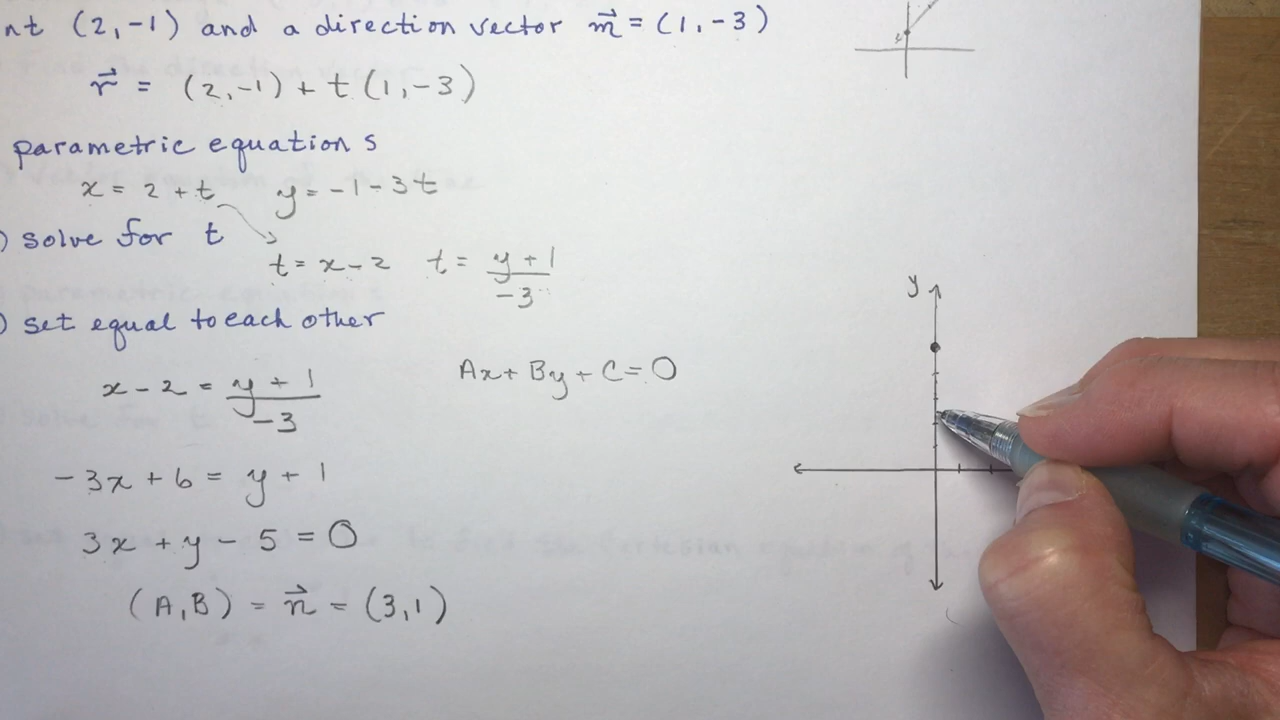 nt (2,-1) and a direction vector m⃗ = (1,-3)
r⃗ = (2,-1) + t (1,-3)
parametric equations
x = 2 + t y = -1 - 3t
) solve for t
t = x - 2 t = (y + 1)/(-3)
) set equal to each other
x - 2 = (y + 1)/(-3)
Ax + By + C = 0
-3x + 6 = y + 1
3x + y - 5 = 0
(A,B) = n⃗ = (3,1)
y